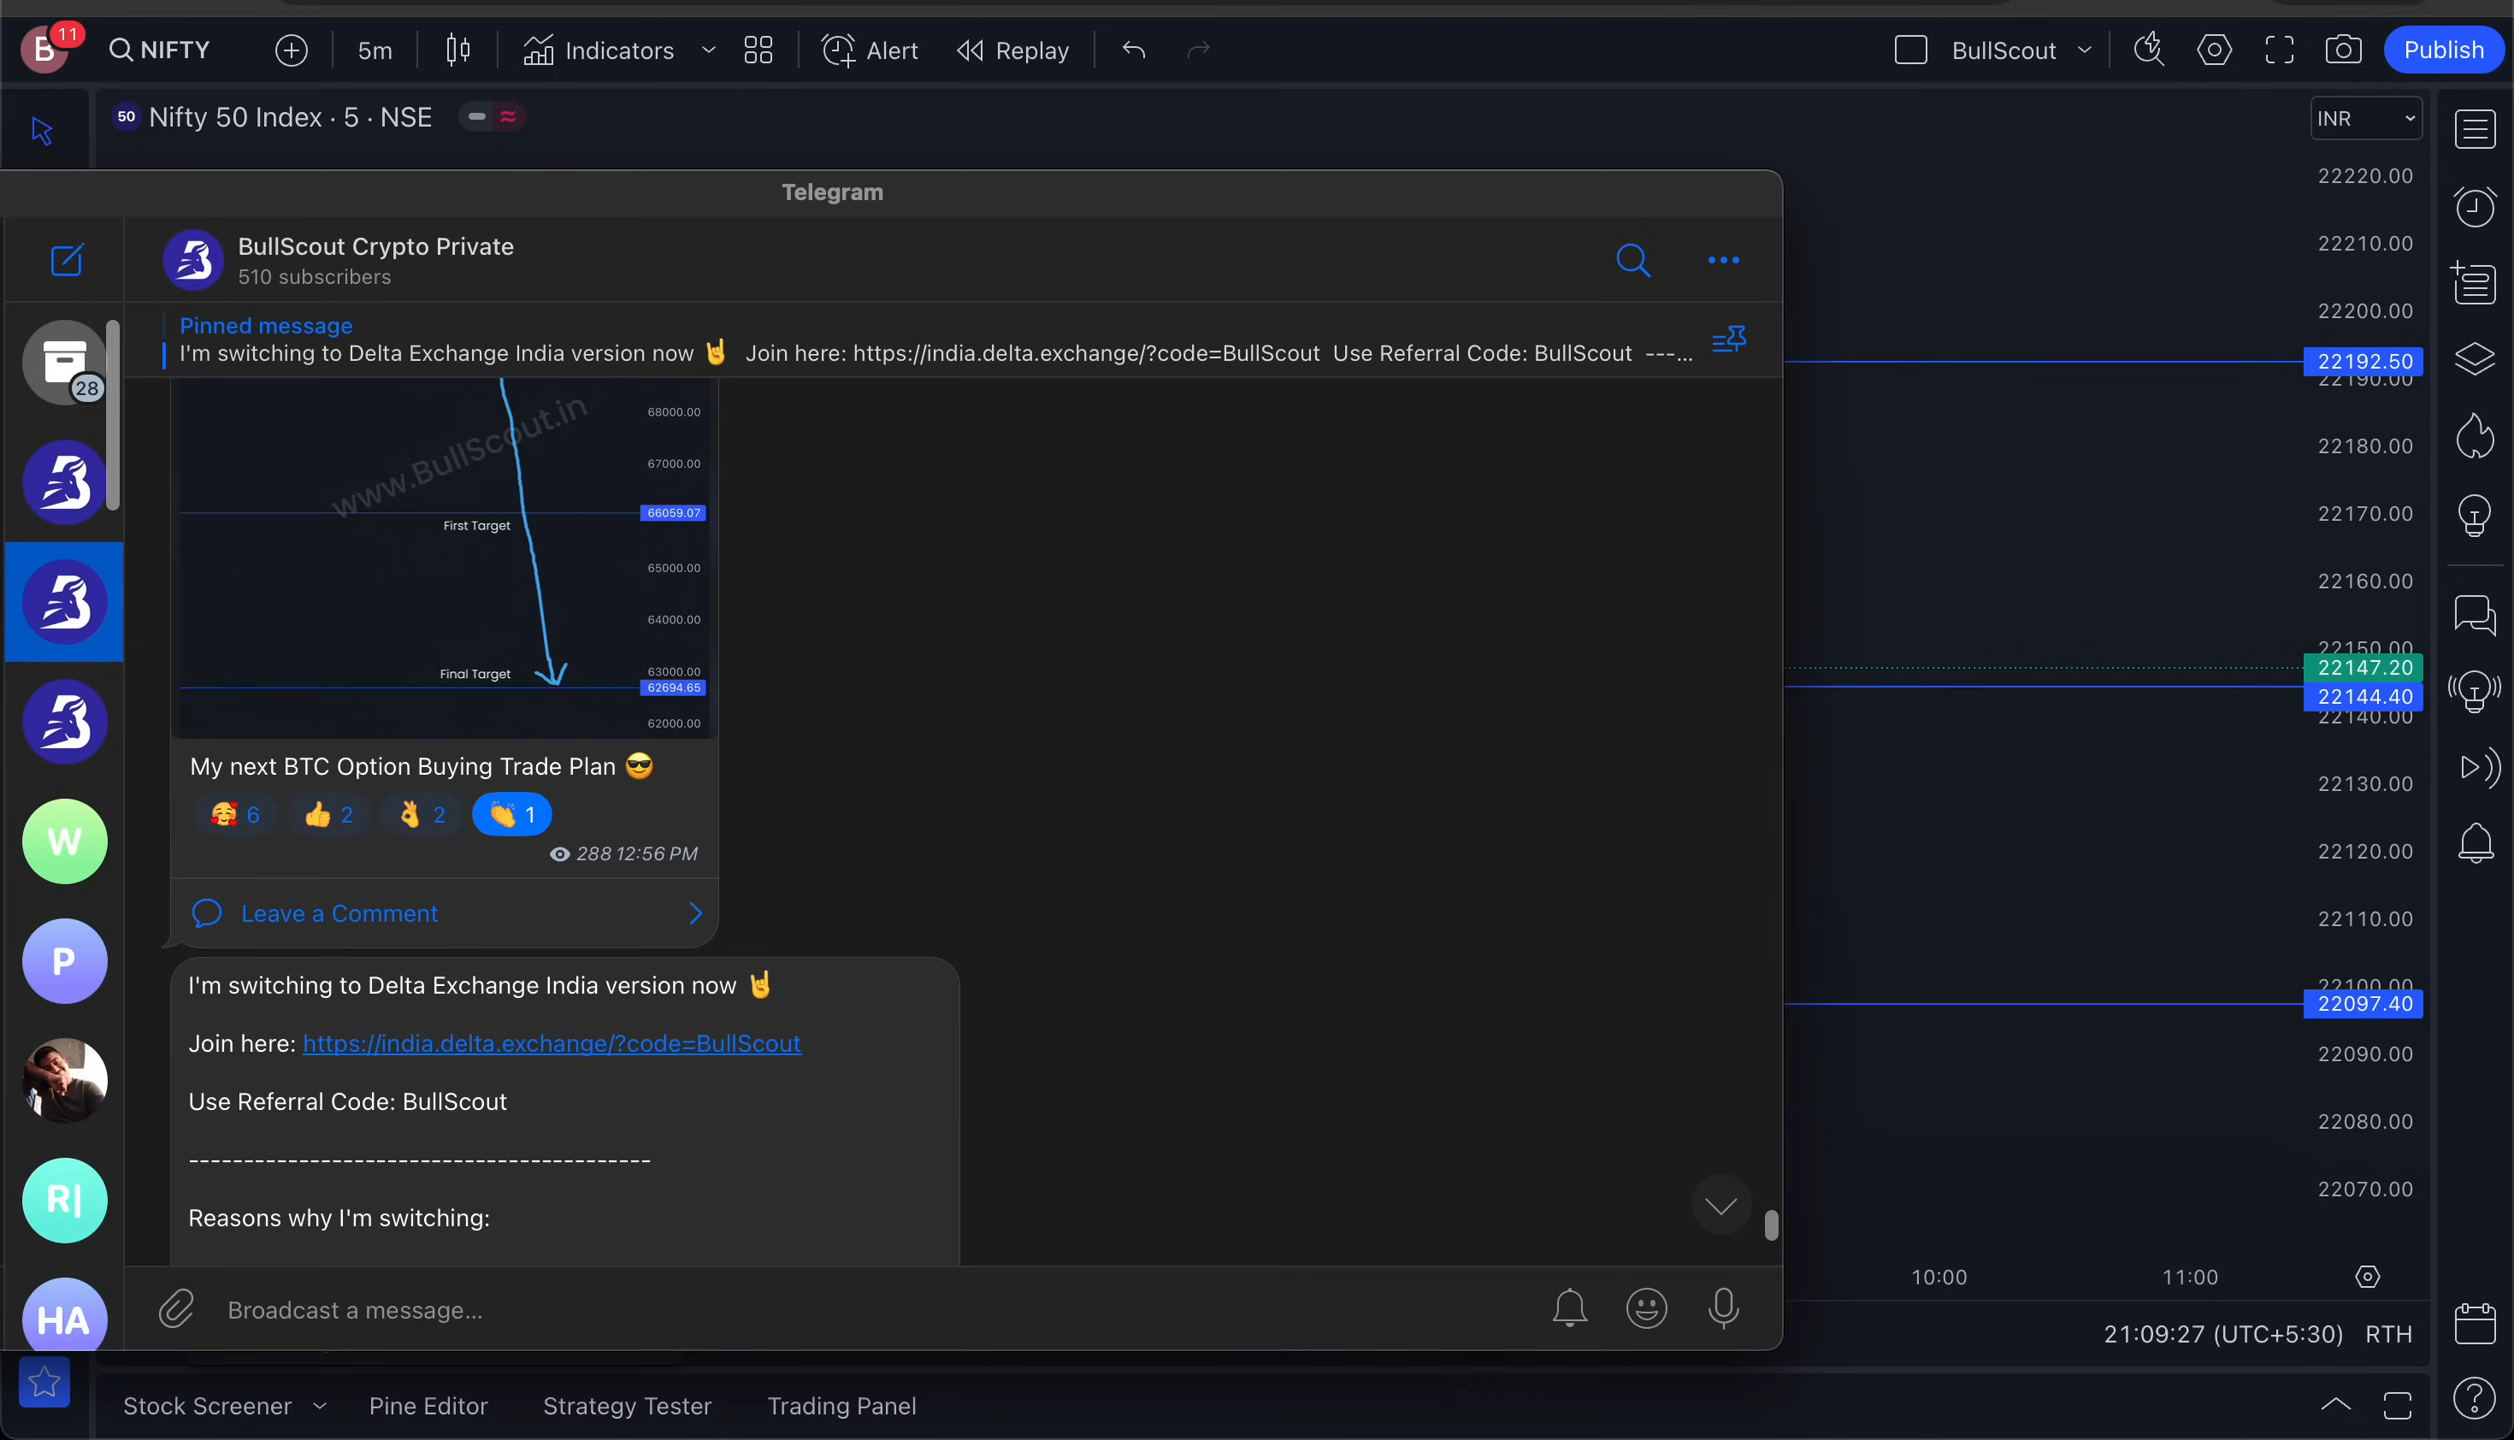 B
11
NIFTY
5m
Indicators
Alert
Replay
BullScout
Publish
50
Nifty 50 Index · 5 · NSE
INR
22220.00
22210.00
22200.00
22192.50
22190.00
22180.00
22170.00
22160.00
22150.00
22147.20
22144.40
22140.00
22130.00
22120.00
22110.00
22100.00
22097.40
22090.00
22080.00
22070.00
10:00
11:00
21:09:27 (UTC+5:30)
RTH
Telegram
BullScout Crypto Private
510 subscribers
Pinned message
I'm switching to Delta Exchange India version now 🤘 Join here: https://india.delta.exchange/?code=BullScout Use Referral Code: BullScout ---...
28
W
P
R|
HA
www.BullScout.in
68000.00
67000.00
66059.07
First Target
65000.00
64000.00
Final Target
63000.00
62694.65
62000.00
My next BTC Option Buying Trade Plan 😎
🥰 6 👍 2 👌 2 👏 1
288 12:56 PM
Leave a Comment
I'm switching to Delta Exchange India version now 🤘
Join here: https://india.delta.exchange/?code=BullScout
Use Referral Code: BullScout
------------------------------------------
Reasons why I'm switching:
Broadcast a message...
Stock Screener
Pine Editor
Strategy Tester
Trading Panel